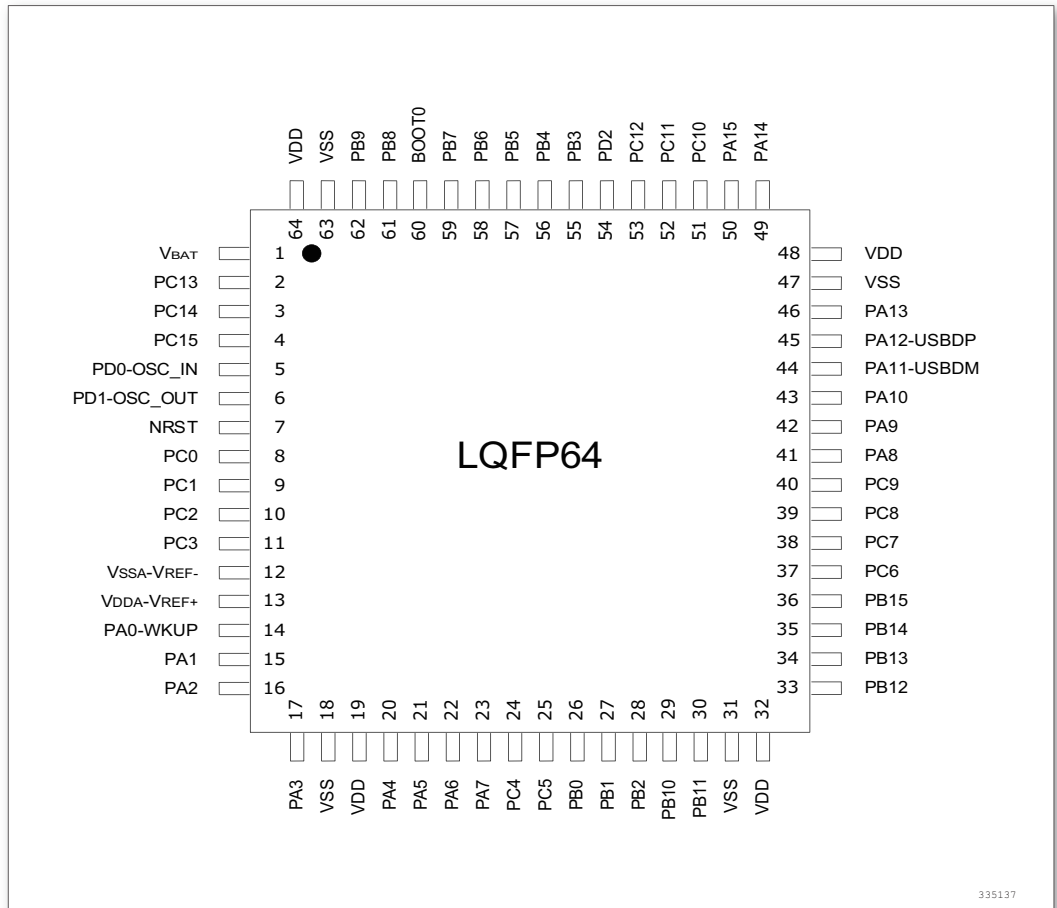 VDD VSS PB9 PB8 BOOT0 PB7 PB6 PB5 PB4 PB3 PD2 PC12 PC11 PC10 PA15 PA14
64 63 62 61 60 59 58 57 56 55 54 53 52 51 50 49
VBAT 1 48 VDD
PC13 2 47 VSS
PC14 3 46 PA13
PC15 4 45 PA12-USBDP
PD0-OSC_IN 5 44 PA11-USBDM
PD1-OSC_OUT 6 43 PA10
NRST 7 42 PA9
PC0 8 LQFP64 41 PA8
PC1 9 40 PC9
PC2 10 39 PC8
PC3 11 38 PC7
VSSA-VREF- 12 37 PC6
VDDA-VREF+ 13 36 PB15
PA0-WKUP 14 35 PB14
PA1 15 34 PB13
PA2 16 33 PB12
17 18 19 20 21 22 23 24 25 26 27 28 29 30 31 32
PA3 VSS VDD PA4 PA5 PA6 PA7 PC4 PC5 PB0 PB1 PB2 PB10 PB11 VSS VDD
335137